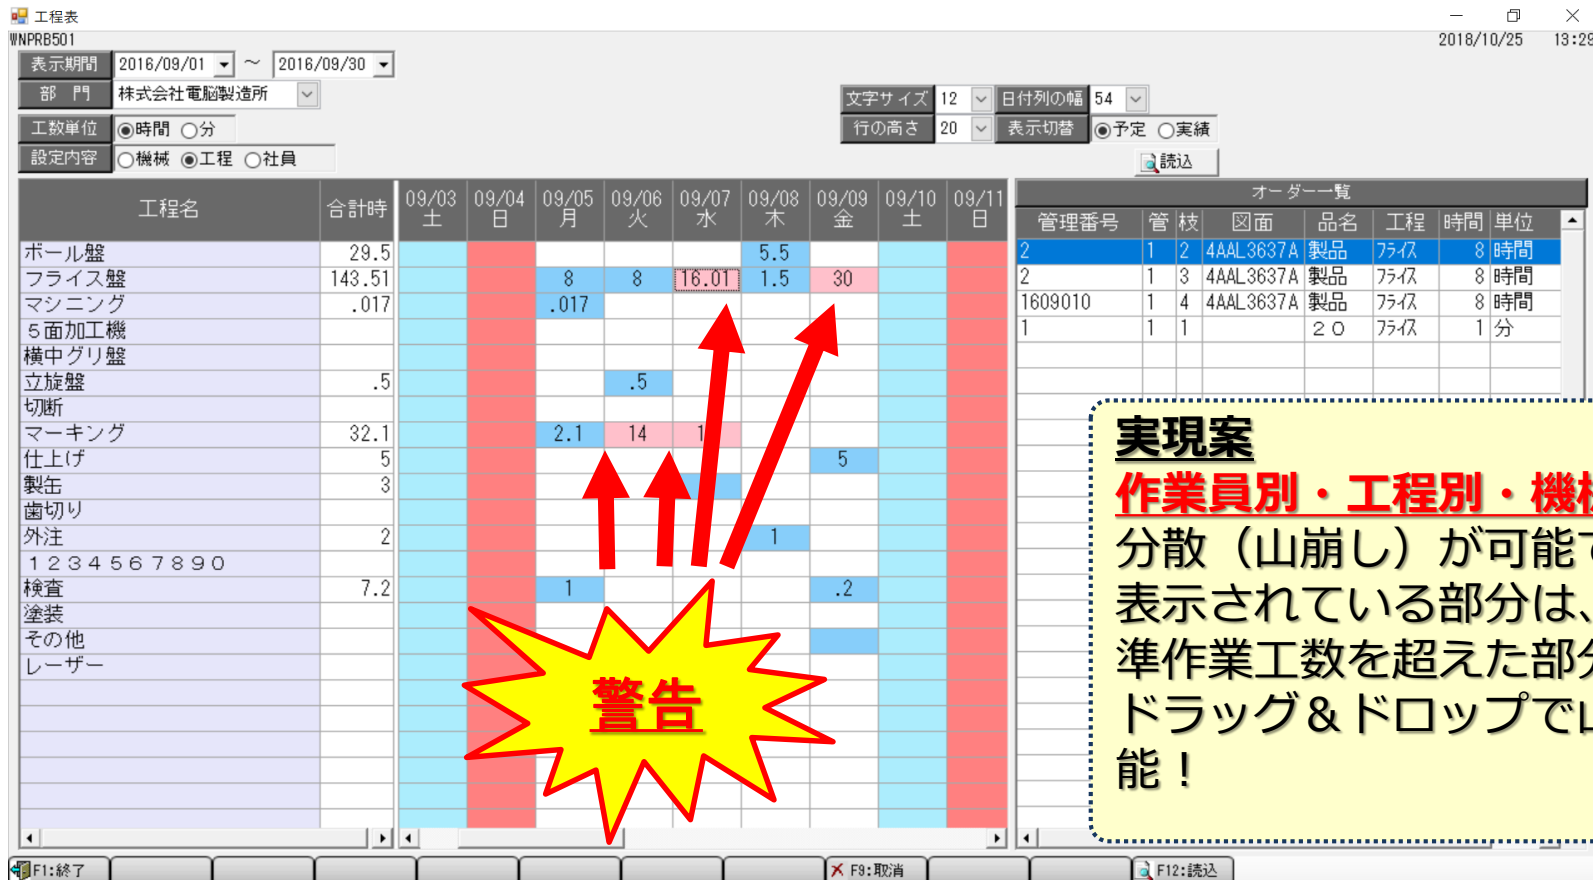 工程表
WNPRB501
2018/10/25 13:29
表示期間 2016/09/01 ～ 2016/09/30
部 門 株式会社電脳製造所
文字サイズ 12 日付列の幅 54
工数単位 時間 分
行の高さ 20 表示切替 予定 実績
設定内容 機械 工程 社員
読込
工程名 合計時 09/03 土 09/04 日 09/05 月 09/06 火 09/07 水 09/08 木 09/09 金 09/10 土 09/11 日
ボール盤 29.5 5.5
フライス盤 143.51 8 8 16.01 1.5 30
マシニング .017 .017
５面加工機
横中グリ盤
立旋盤 .5 .5
切断
マーキング 32.1 2.1 14
仕上げ 5 5
製缶 3
歯切り
外注 2 1
１２３４５６７８９０
検査 7.2 1 .2
塗装
その他
レーザー
オーダー一覧
管理番号 管 枝 図面 品名 工程 時間 単位
2 1 2 4AAL3637A 製品 フライス 8 時間
2 1 3 4AAL3637A 製品 フライス 8 時間
1609010 1 4 4AAL3637A 製品 フライス 8 時間
1 1 1 ２０ フライス 1 分
警告
実現案
作業員別・工程別・機
分散（山崩し）が可能
表示されている部分は、
準作業工数を超えた部
ドラッグ＆ドロップで
能！
F1:終了 F9:取消 F12:読込